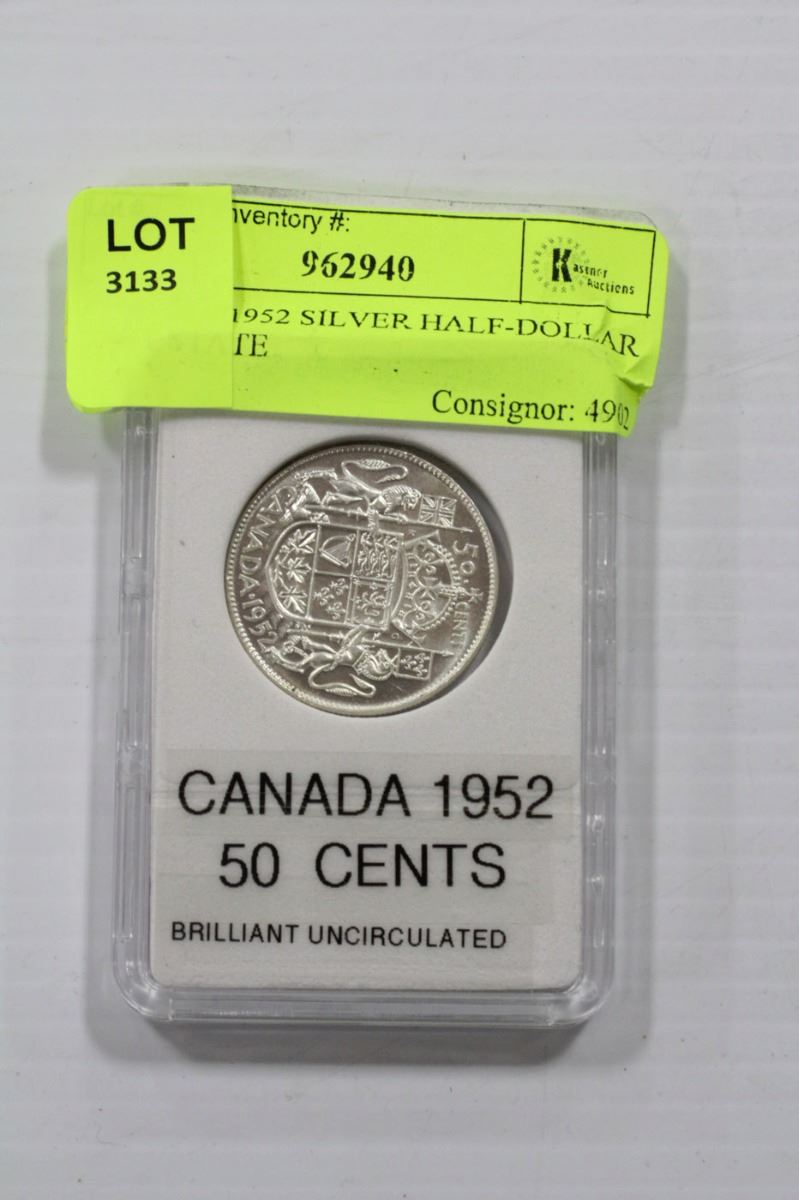 LOT
3133
nventory #:
962940
Kastner
Auctions
1952 SILVER HALF-DOLLAR
TE
Consignor: 4902
50 CENTS
CANADA·1952
CANADA 1952
50 CENTS
BRILLIANT UNCIRCULATED